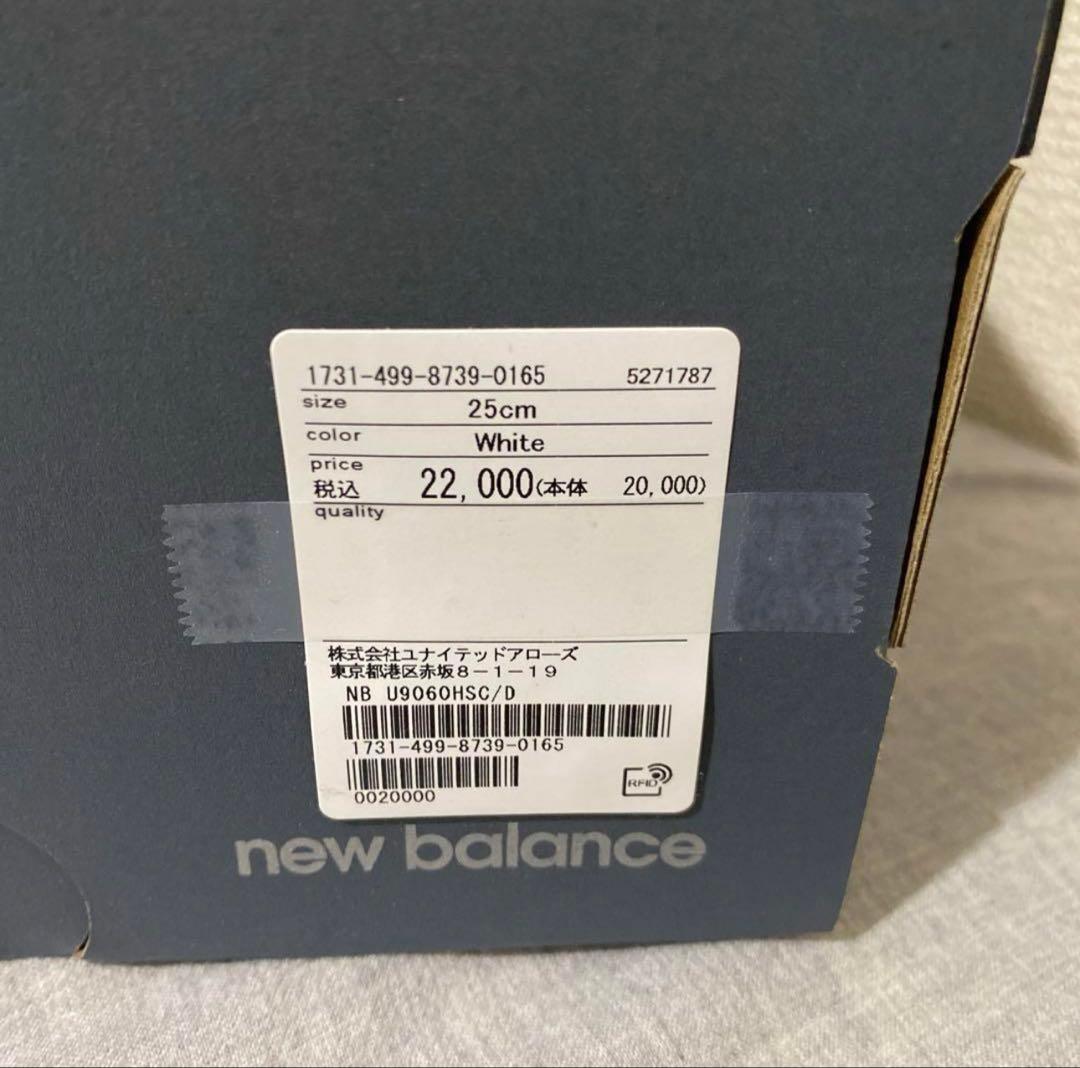 1731-499-8739-0165 5271787
size 25cm
color White
price
税込 22,000(本体 20,000)
quality
株式会社ユナイテッドアローズ
東京都港区赤坂8-1-19
NB U9060HSC/D
1731-499-8739-0165
0020000
RFID
new balance